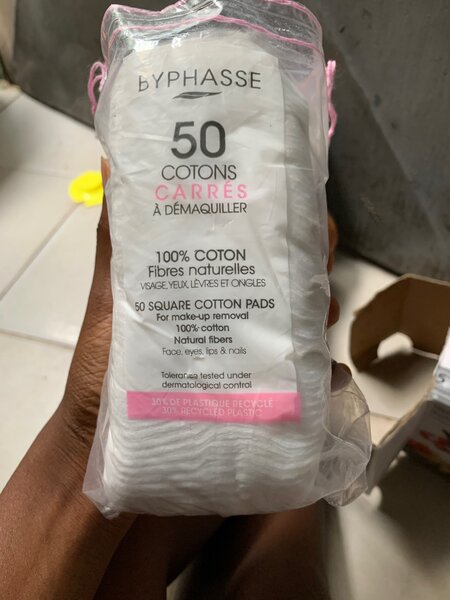 BYPHASSE
50
COTONS
CARRÉS
À DÉMAQUILLER
100% COTON
Fibres naturelles
VISAGE, YEUX, LÈVRES ET ONGLES
50 SQUARE COTTON PADS
For make-up removal
100% cotton
Natural fibers
Face, eyes, lips & nails
Tolerance tested under
dermatological control
30% DE PLASTIQUE RECYCLÉ
30% RECYCLED PLASTIC